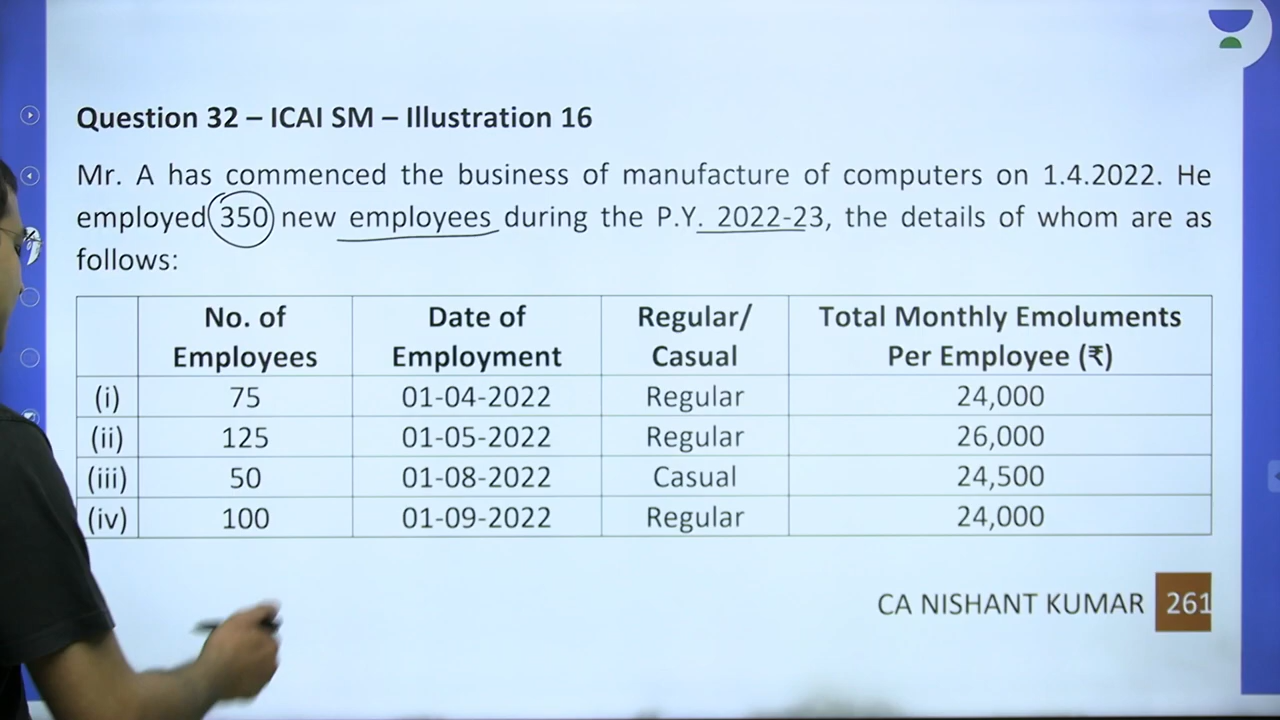 Question 32 – ICAI SM – Illustration 16
Mr. A has commenced the business of manufacture of computers on 1.4.2022. He
employed 350 new employees during the P.Y. 2022-23, the details of whom are as
follows:
No. of Employees Date of Employment Regular/ Casual Total Monthly Emoluments Per Employee (₹)
(i) 75 01-04-2022 Regular 24,000
(ii) 125 01-05-2022 Regular 26,000
(iii) 50 01-08-2022 Casual 24,500
(iv) 100 01-09-2022 Regular 24,000
CA NISHANT KUMAR 261